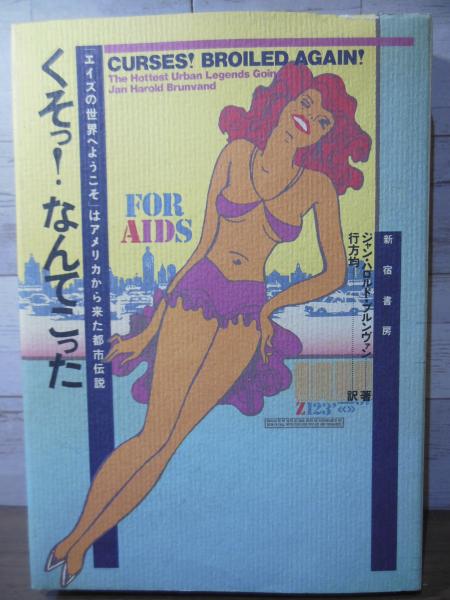 CURSES! BROILED AGAIN!
The Hottest Urban Legends Goin
Jan Harold Brunvand
「エイズの世界へようこそ」はアメリカから来た都市伝説
くそっ!なんてこった
FOR
AIDS
ジャン・ハロルド・ブルンヴァン 著
行方均 訳
新宿書房
Z123